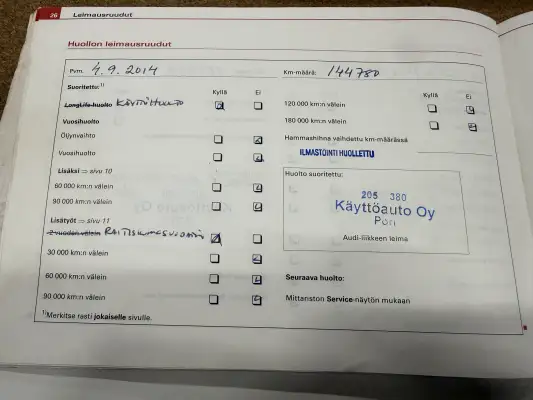 26 Leimausruudut
Huollon leimausruudut
Pvm. 4.9.2014
Km-määrä: 144780
Suoritettu:¹⁾
Kyllä Ei
LongLife-huolto KÄYTTÖHUOLTO
Vuosihuolto
Öljynvaihto
Vuosihuolto
Lisäksi ⇒ sivu 10
60 000 km:n välein
90 000 km:n välein
Lisätyöt ⇒ sivu 11
2 vuoden välein RAITISILMASUODATIN
30 000 km:n välein
60 000 km:n välein
90 000 km:n välein
¹⁾Merkitse rasti jokaiselle sivulle.
Kyllä Ei
120 000 km:n välein
180 000 km:n välein
Hammashihna vaihdettu km-määrässä
ILMASTOINTI HUOLLETTU
Huolto suoritettu:
205 380
Käyttöauto Oy
Pori
Audi-liikkeen leima
Seuraava huolto:
Mittariston Service-näytön mukaan